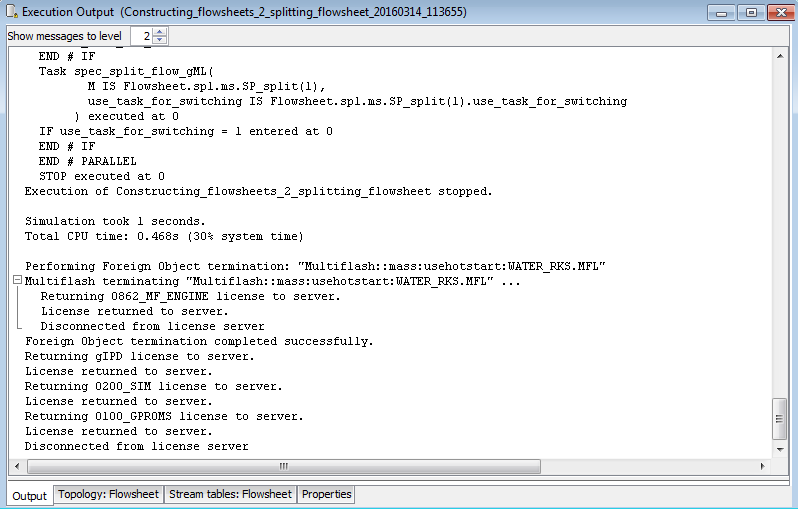 Execution Output  (Constructing_flowsheets_2_splitting_flowsheet_20160314_113655)
Show messages to level 2
END # IF
Task spec_split_flow_gML(
M IS Flowsheet.spl.ms.SP_split(1),
use_task_for_switching IS Flowsheet.spl.ms.SP_split(1).use_task_for_switching
) executed at 0
IF use_task_for_switching = 1 entered at 0
END # IF
END # PARALLEL
STOP executed at 0
Execution of Constructing_flowsheets_2_splitting_flowsheet stopped.
Simulation took 1 seconds.
Total CPU time: 0.468s (30% system time)
Performing Foreign Object termination: "Multiflash::mass:usehotstart:WATER_RKS.MFL"
Multiflash terminating "Multiflash::mass:usehotstart:WATER_RKS.MFL" ...
Returning 0862_MF_ENGINE license to server.
License returned to server.
Disconnected from license server
Foreign Object termination completed successfully.
Returning gIPD license to server.
License returned to server.
Returning 0200_SIM license to server.
License returned to server.
Returning 0100_GPROMS license to server.
License returned to server.
Disconnected from license server
Output Topology: Flowsheet Stream tables: Flowsheet Properties